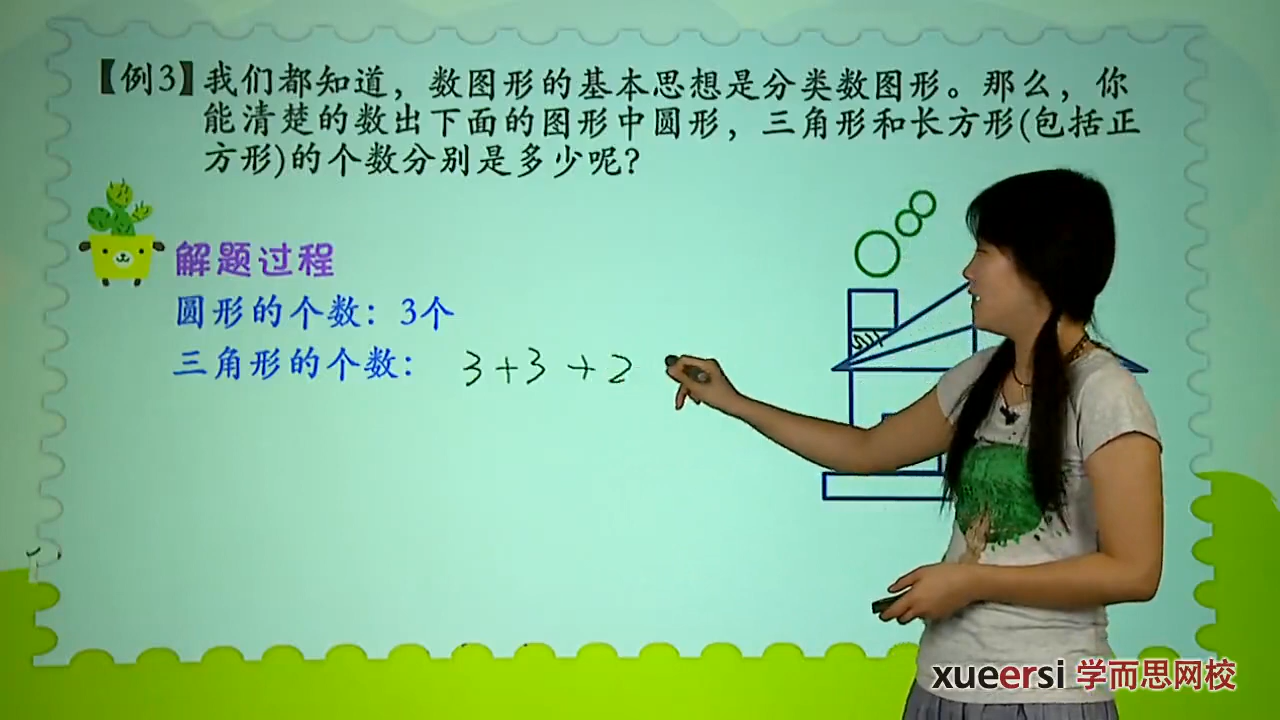 【例3】我们都知道，数图形的基本思想是分类数图形。那么，你
能清楚的数出下面的图形中圆形，三角形和长方形(包括正
方形)的个数分别是多少呢?
解题过程
圆形的个数：3个
三角形的个数： 3+3+2
xueersi 学而思网校